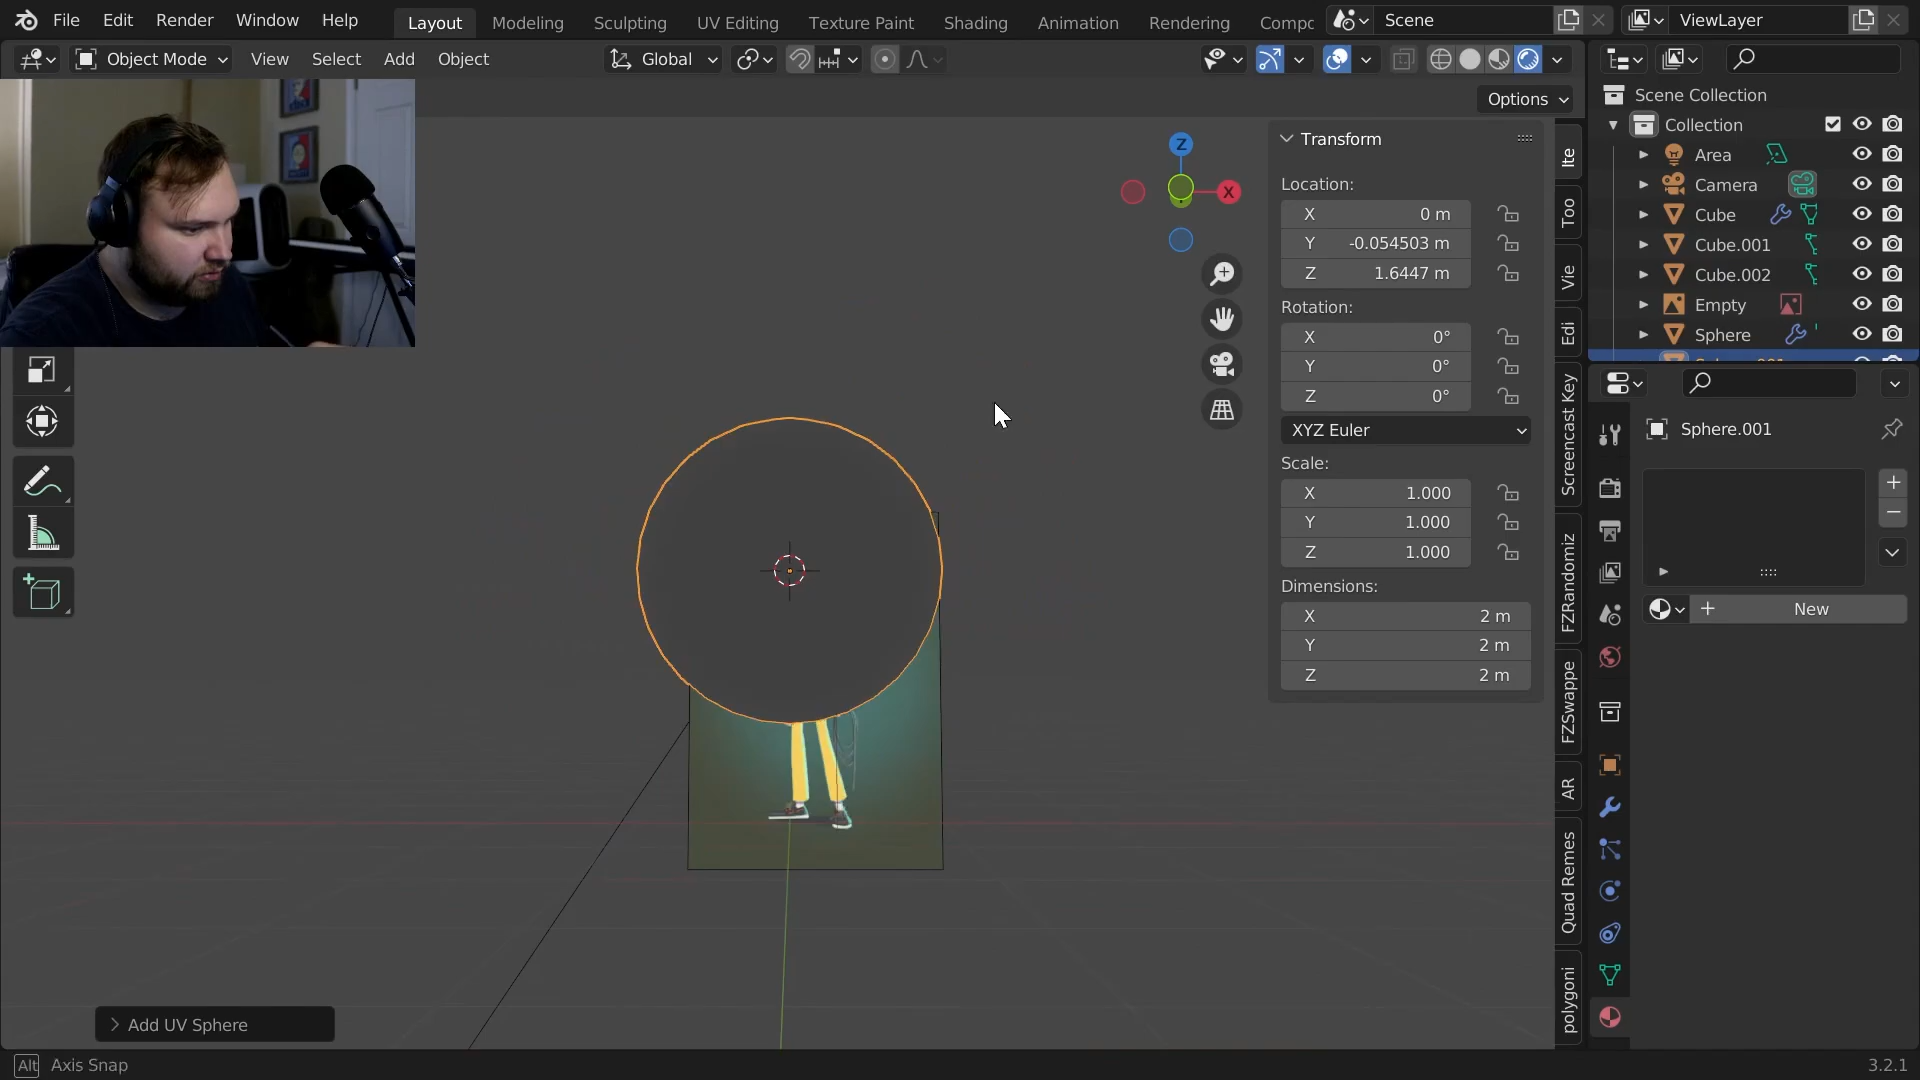 File Edit Render Window Help Layout Modeling Sculpting UV Editing Texture Paint Shading Animation Rendering Compc Scene ViewLayer
Object Mode View Select Add Object Global
Options
Transform
Location:
X 0 m
Y -0.054503 m
Z 1.6447 m
Rotation:
X 0°
Y 0°
Z 0°
XYZ Euler
Scale:
X 1.000
Y 1.000
Z 1.000
Dimensions:
X 2 m
Y 2 m
Z 2 m
Z
X
Ite
Too
Vie
Edi
Screencast Key
FZRandomiz
FZSwappe
AR
Quad Remes
polygoni
Scene Collection
Collection
Area
Camera
Cube
Cube.001
Cube.002
Empty
Sphere
Sphere.001
New
Add UV Sphere
Alt Axis Snap
3.2.1